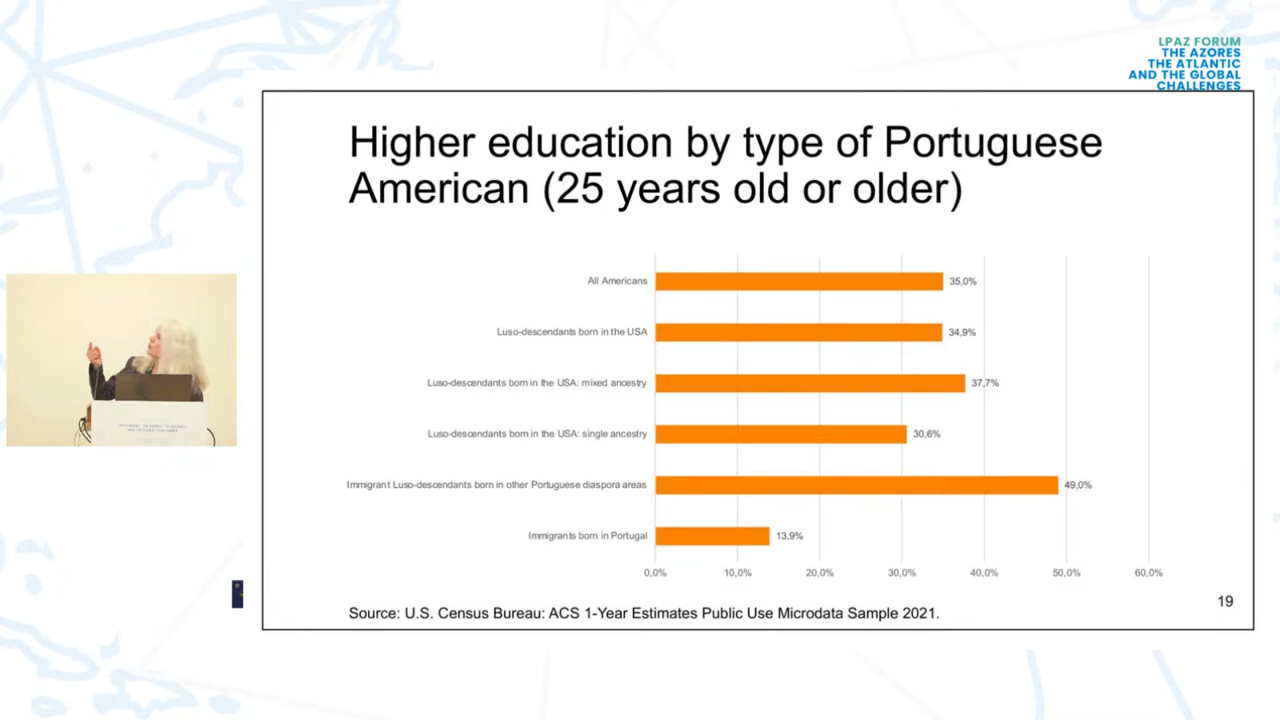 LPAZ FORUM
THE AZORES
THE ATLANTIC
AND THE GLOBAL
CHALLENGES
Higher education by type of Portuguese
American (25 years old or older)
All Americans 35,0%
Luso-descendants born in the USA 34,9%
Luso-descendants born in the USA: mixed ancestry 37,7%
Luso-descendants born in the USA: single ancestry 30,6%
Immigrant Luso-descendants born in other Portuguese diaspora areas 49,0%
Immigrants born in Portugal 13,9%
0,0% 10,0% 20,0% 30,0% 40,0% 50,0% 60,0%
19
Source: U.S. Census Bureau: ACS 1-Year Estimates Public Use Microdata Sample 2021.